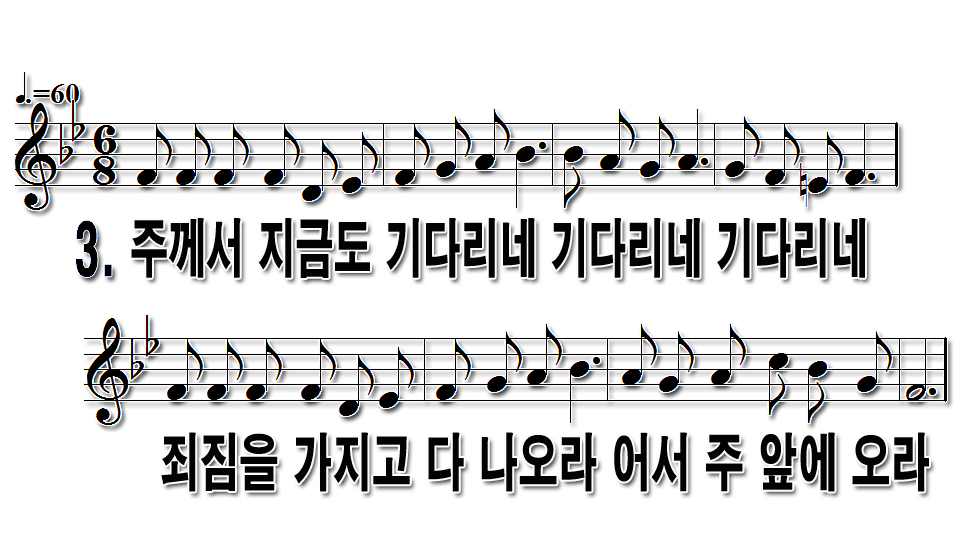 ♩.=60
6
8
3. 주께서 지금도 기다리네 기다리네 기다리네
죄짐을 가지고 다 나오라 어서 주 앞에 오라